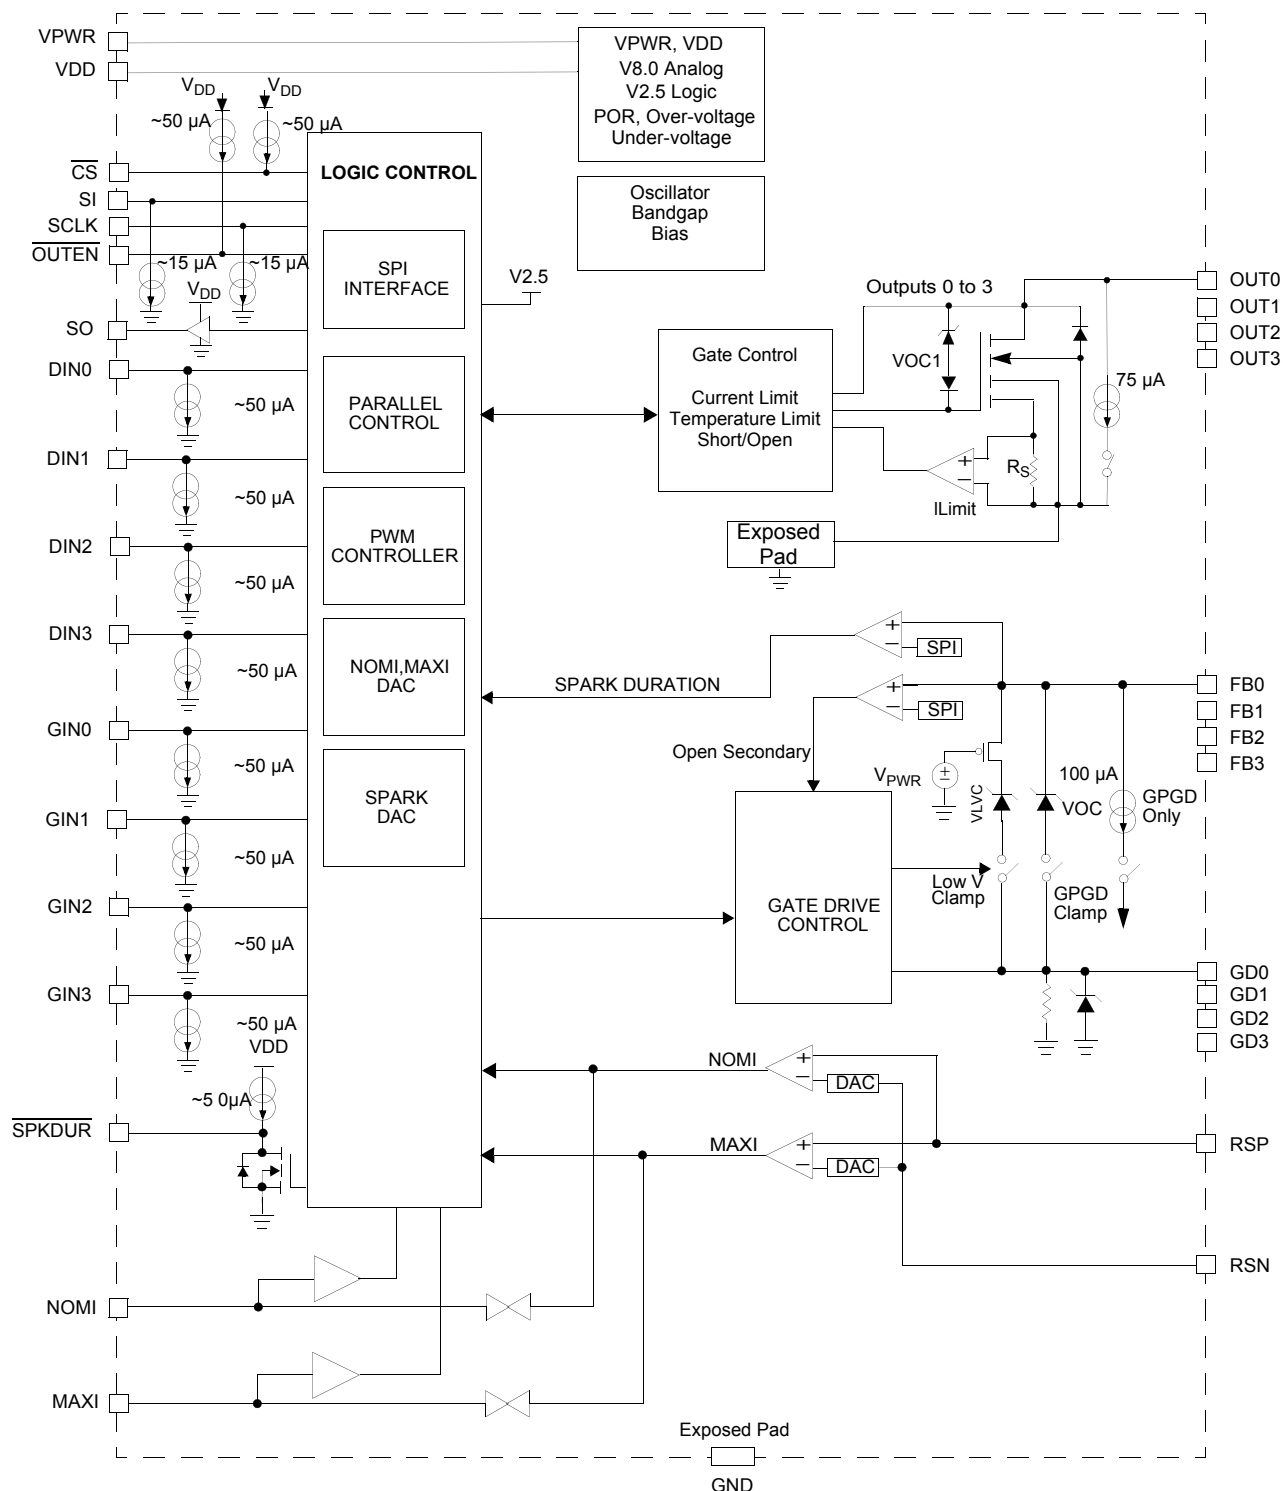 VPWR
VDD
VPWR, VDD
V8.0 Analog
V2.5 Logic
POR, Over-voltage
Under-voltage
VDD
VDD
~50 µA
~50 µA
CS
SI
SCLK
OUTEN
LOGIC CONTROL
Oscillator
Bandgap
Bias
~15 µA
~15 µA
VDD
SPI
INTERFACE
V2.5
SO
Outputs 0 to 3
OUT0
OUT1
OUT2
OUT3
DIN0
~50 µA
PARALLEL
CONTROL
Gate Control
Current Limit
Temperature Limit
Short/Open
VOC1
75 µA
RS
+
−
ILimit
DIN1
~50 µA
DIN2
~50 µA
PWM
CONTROLLER
Exposed
Pad
DIN3
~50 µA
NOMI,MAXI
DAC
SPARK DURATION
+
−
SPI
+
−
SPI
FB0
FB1
FB2
FB3
GIN0
~50 µA
SPARK
DAC
Open Secondary
VPWR
±
VLVC
100 µA
VOC
GPGD
Only
GIN1
~50 µA
GATE DRIVE
CONTROL
Low V
Clamp
GPGD
Clamp
GIN2
~50 µA
GIN3
~50 µA
VDD
GD0
GD1
GD2
GD3
NOMI
+
−
DAC
~5 0µA
SPKDUR
MAXI
+
−
DAC
RSP
RSN
NOMI
MAXI
Exposed Pad
GND